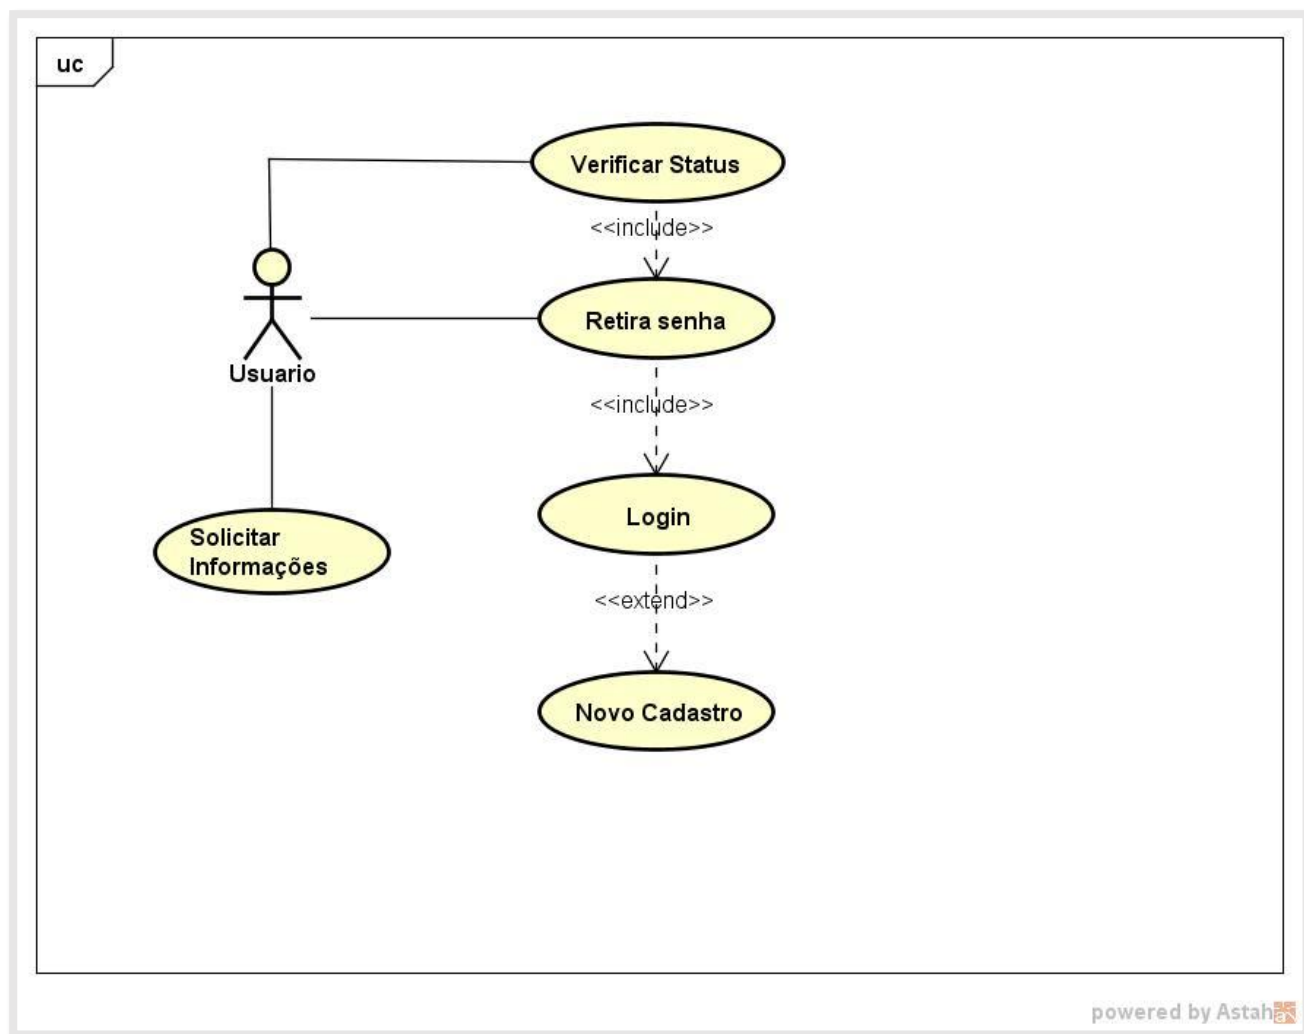 uc
Verificar Status
<<include>>
Retira senha
Usuario
<<include>>
Login
Solicitar
Informações
<<extend>>
Novo Cadastro
powered by Astah